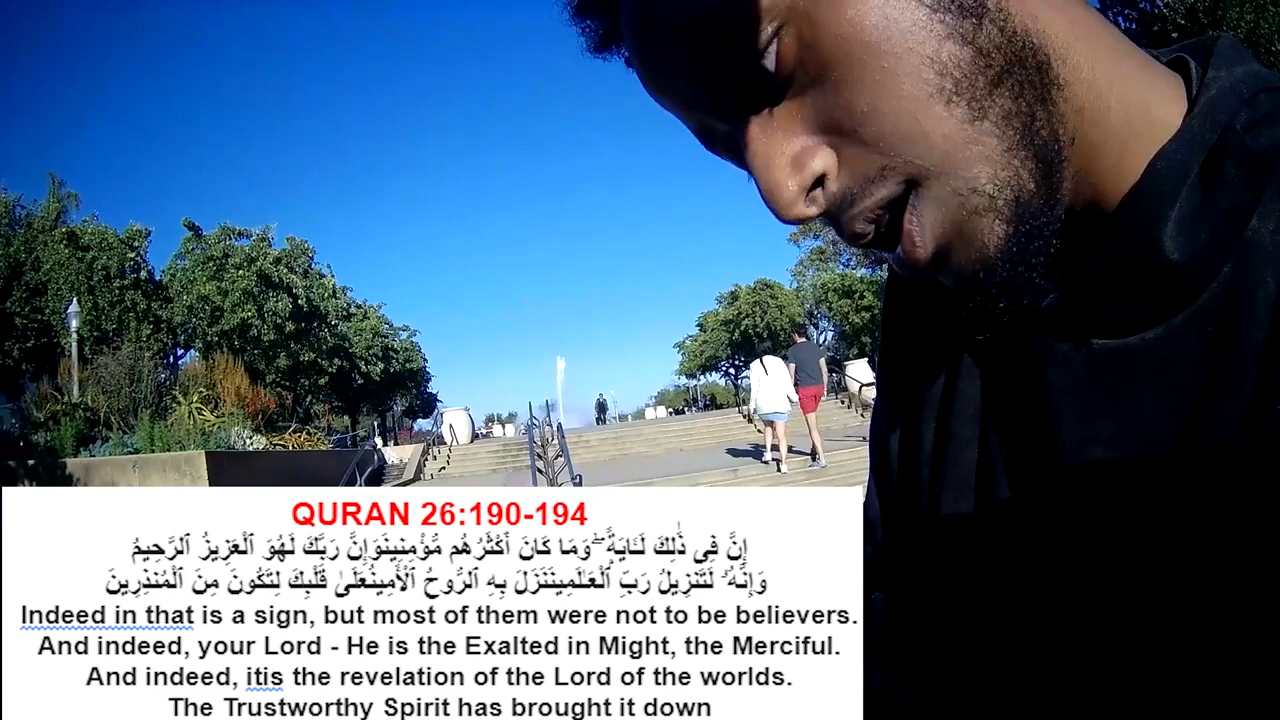 QURAN 26:190-194
إِنَّ فِى ذَٰلِكَ لَـَٔايَةًۭ ۖ وَمَا كَانَ أَكْثَرُهُم مُّؤْمِنِينَوَإِنَّ رَبَّكَ لَهُوَ ٱلْعَزِيزُ ٱلرَّحِيمُ
وَإِنَّهُۥ لَتَنزِيلُ رَبِّ ٱلْعَـٰلَمِينَنَزَلَ بِهِ ٱلرُّوحُ ٱلْأَمِينُعَلَىٰ قَلْبِكَ لِتَكُونَ مِنَ ٱلْمُنذِرِينَ
Indeed in that is a sign, but most of them were not to be believers.
And indeed, your Lord - He is the Exalted in Might, the Merciful.
And indeed, itis the revelation of the Lord of the worlds.
The Trustworthy Spirit has brought it down